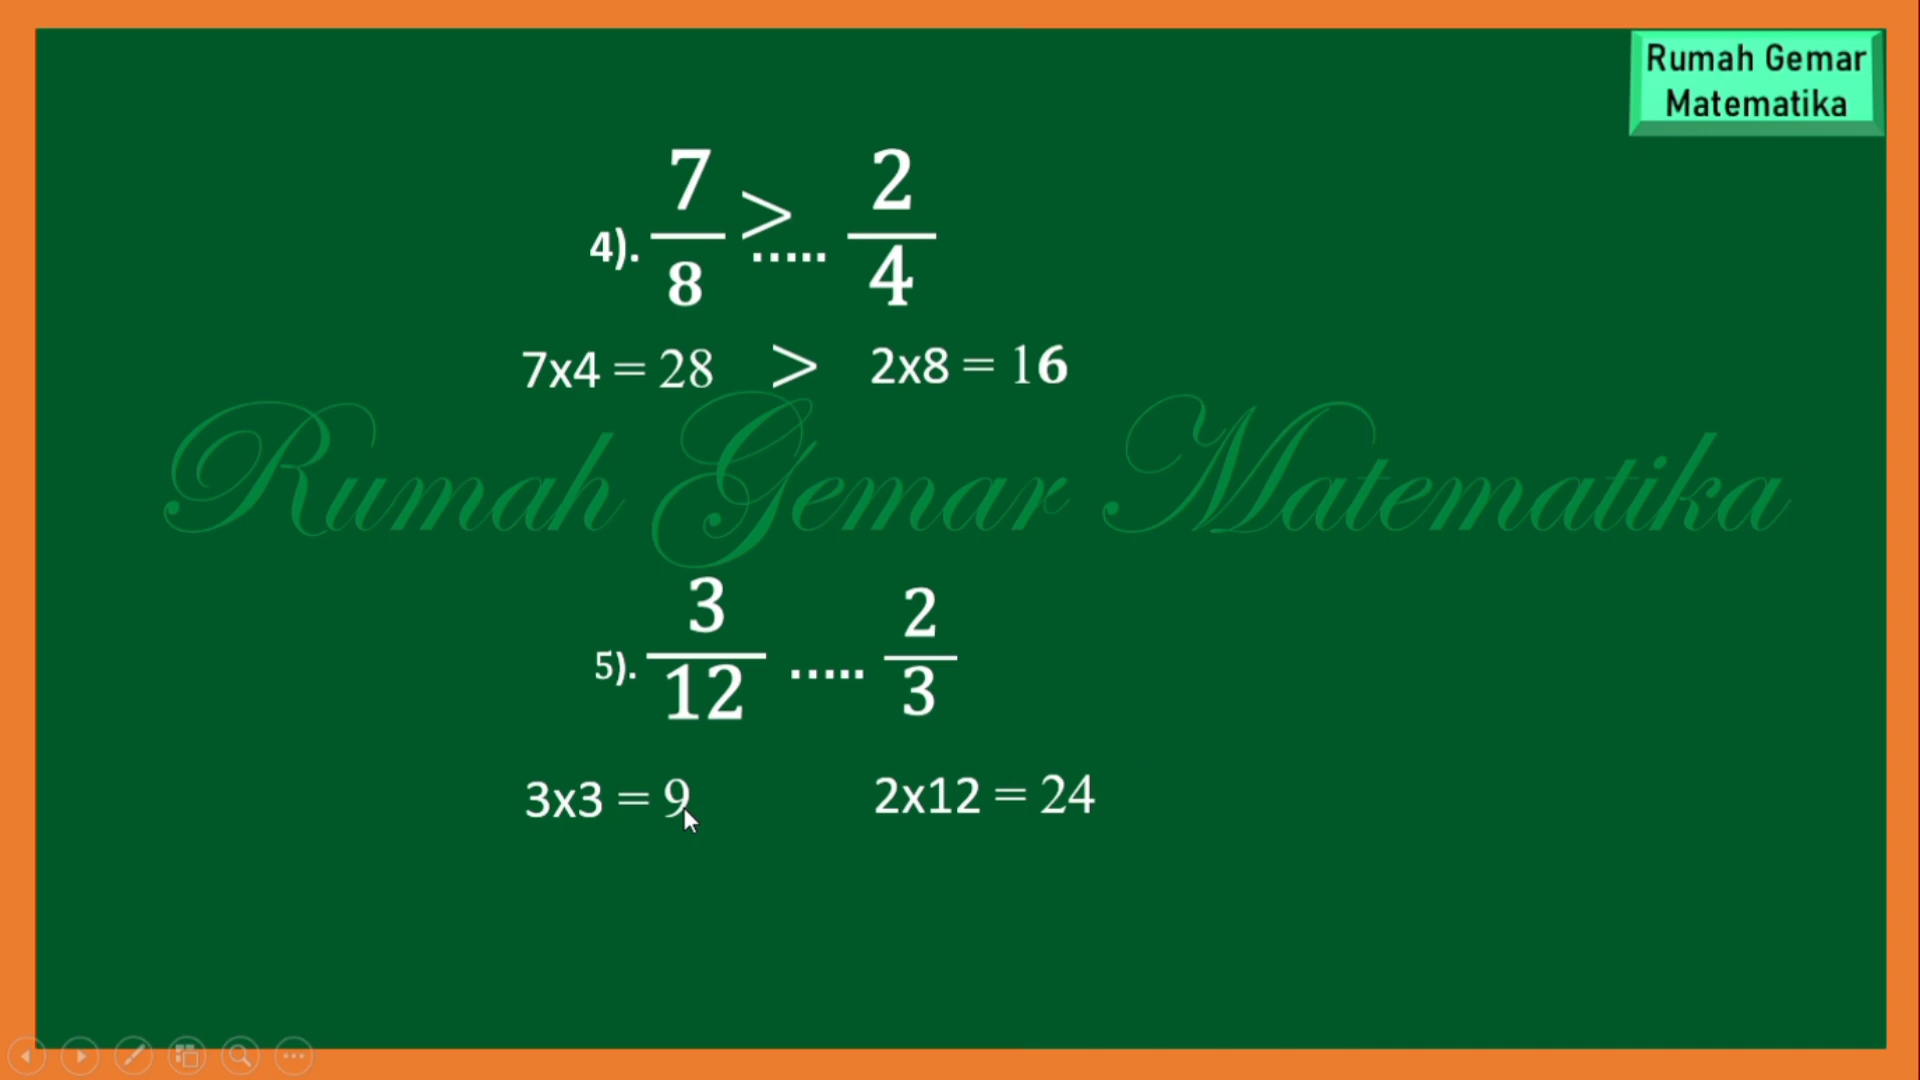 Rumah Gemar
Matematika
4). 7/8 > ..... 2/4
7x4 = 28 > 2x8 = 16
Rumah Gemar Matematika
5). 3/12 ..... 2/3
3x3 = 9 2x12 = 24